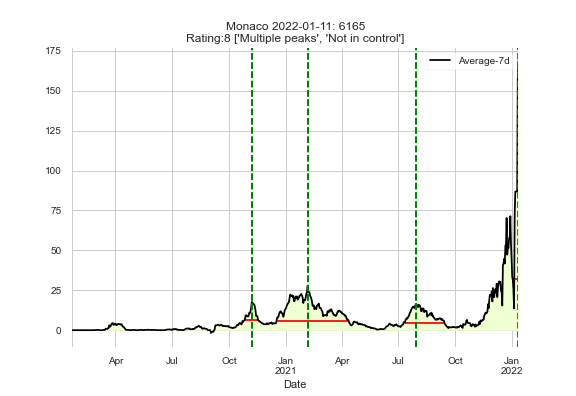 Monaco 2022-01-11: 6165
Rating:8 ['Multiple peaks', 'Not in control']
175
Average-7d
150
125
100
75
50
25
0
Apr Jul Oct Jan Apr Jul Oct Jan
2021 2022
Date